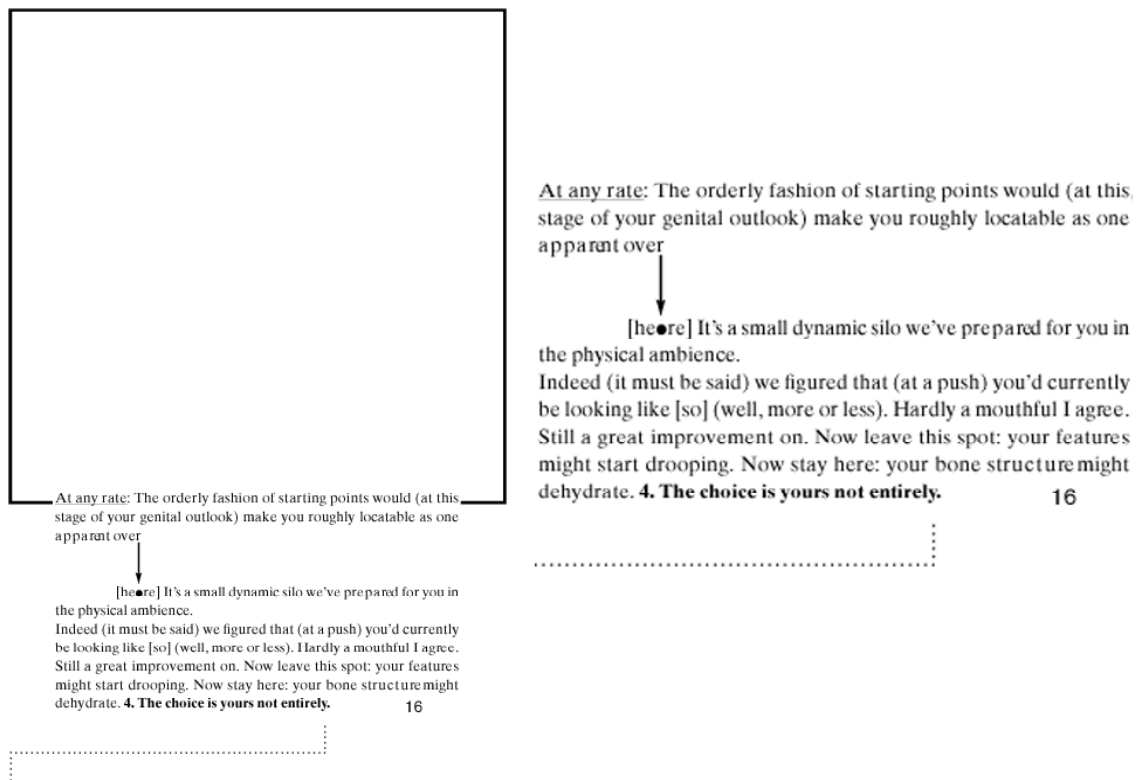 At any rate: The orderly fashion of starting points would (at this
stage of your genital outlook) make you roughly locatable as one
apparent over
[he●re] It's a small dynamic silo we've prepared for you in
the physical ambience.
Indeed (it must be said) we figured that (at a push) you'd currently
be looking like [so] (well, more or less). Hardly a mouthful I agree.
Still a great improvement on. Now leave this spot: your features
might start drooping. Now stay here: your bone structure might
dehydrate. 4. The choice is yours not entirely.
16
At any rate: The orderly fashion of starting points would (at this
stage of your genital outlook) make you roughly locatable as one
apparent over
[he●re] It's a small dynamic silo we've prepared for you in
the physical ambience.
Indeed (it must be said) we figured that (at a push) you'd currently
be looking like [so] (well, more or less). Hardly a mouthful I agree.
Still a great improvement on. Now leave this spot: your features
might start drooping. Now stay here: your bone structure might
dehydrate. 4. The choice is yours not entirely.
16